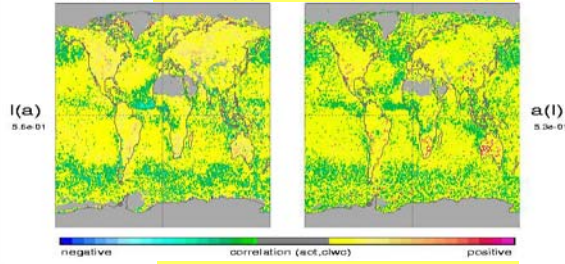 l(a)
5.6e-01
a(l)
5.3e-01
negative
correlation (aot,clwc)
positive